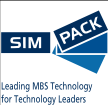 SIM
PACK
Leading MBS Technology
for Technology Leaders